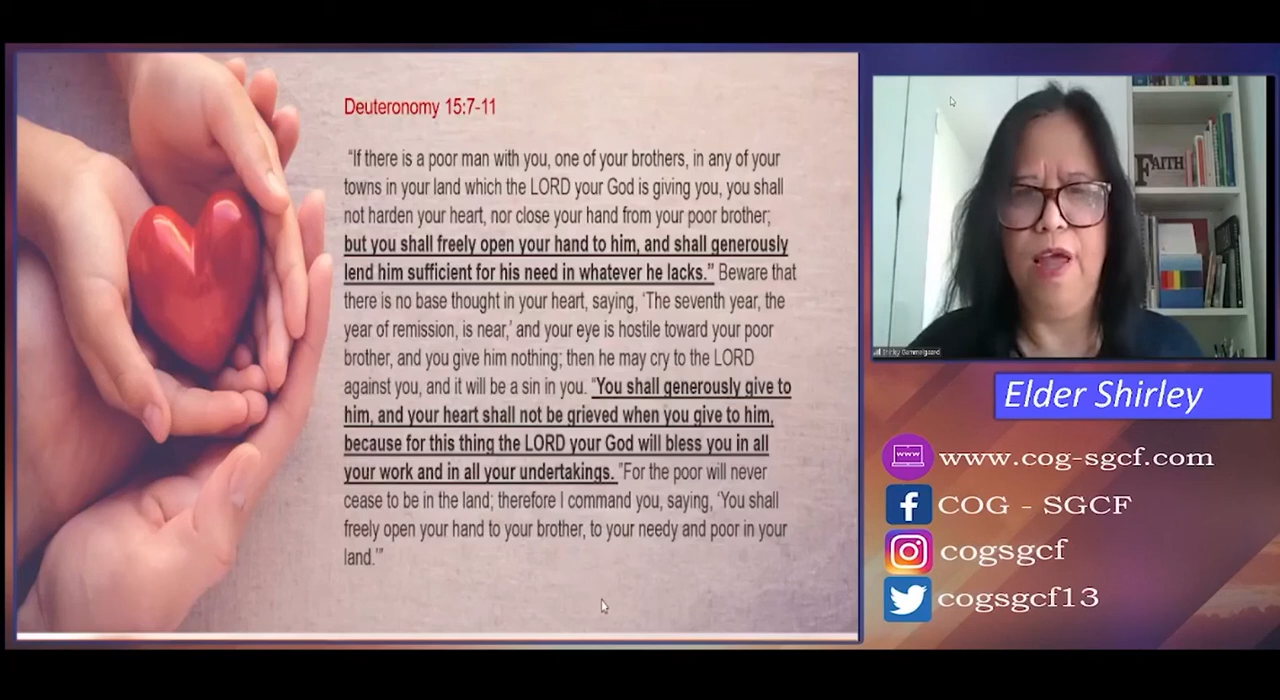 Deuteronomy 15:7-11
“If there is a poor man with you, one of your brothers, in any of your
towns in your land which the LORD your God is giving you, you shall
not harden your heart, nor close your hand from your poor brother;
but you shall freely open your hand to him, and shall generously
lend him sufficient for his need in whatever he lacks.” Beware that
there is no base thought in your heart, saying, ‘The seventh year, the
year of remission, is near,’ and your eye is hostile toward your poor
brother, and you give him nothing; then he may cry to the LORD
against you, and it will be a sin in you. “You shall generously give to
him, and your heart shall not be grieved when you give to him,
because for this thing the LORD your God will bless you in all
your work and in all your undertakings. ”For the poor will never
cease to be in the land; therefore I command you, saying, ‘You shall
freely open your hand to your brother, to your needy and poor in your
land.’”
FAITH
Shirley Gammelgaard
Elder Shirley
www
www.cog-sgcf.com
COG - SGCF
cogsgcf
cogsgcf13